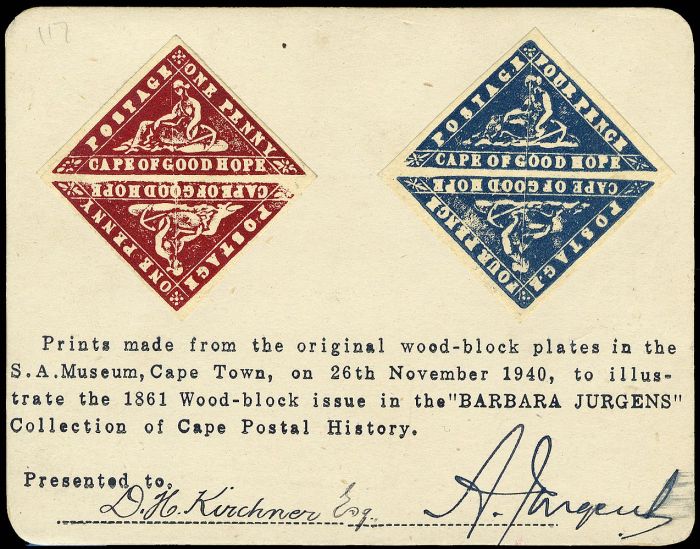 117
POSTAGE ONE PENNY
CAPE OF GOOD HOPE
CAPE OF GOOD HOPE
ONE PENNY POSTAGE
POSTAGE FOUR PENCE
CAPE OF GOOD HOPE
CAPE OF GOOD HOPE
FOUR PENCE POSTAGE
Prints made from the original wood-block plates in the
S.A.Museum, Cape Town, on 26th November 1940, to illus-
trate the 1861 Wood-block issue in the "BARBARA JURGENS"
Collection of Cape Postal History.
Presented to.
D. H. Kirchner Esq.
A. Jurgens